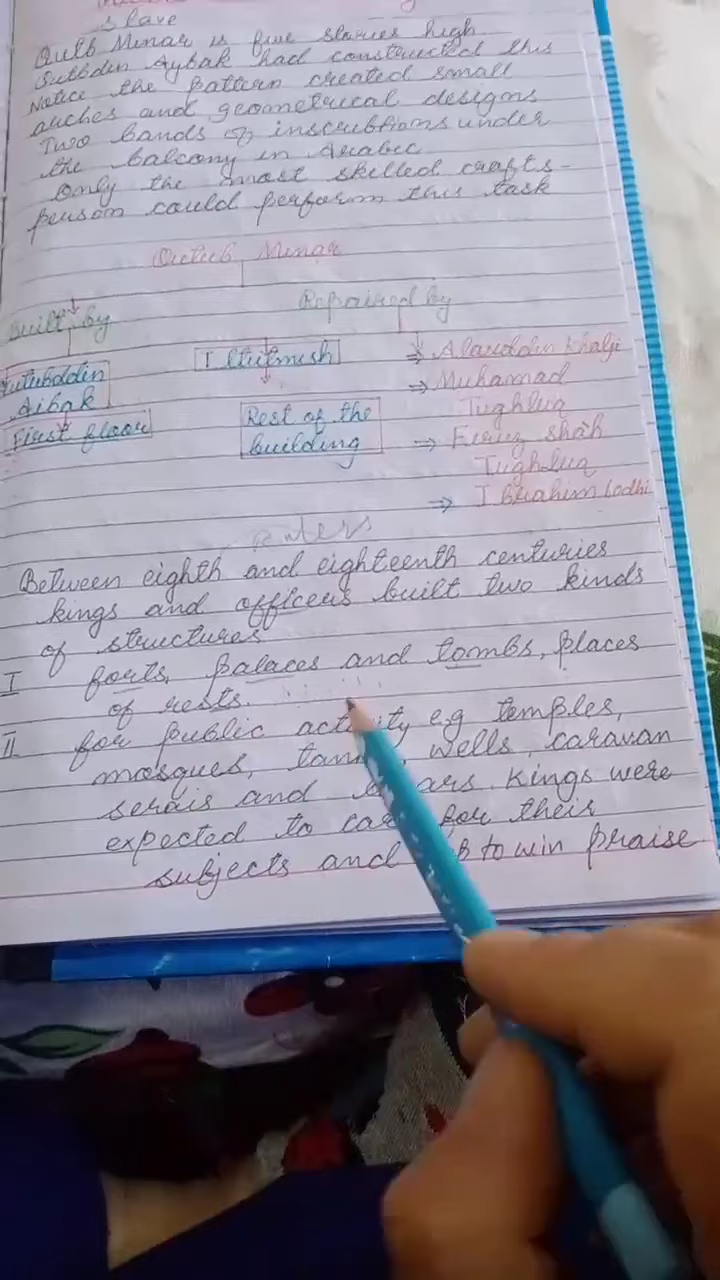 slave
Qutb Minar is five stories high
Qutbdin Aybak had constructed this
Notice the pattern created small
arches and geometrical designs
Two bands of inscribtions under
the balcony in Arabic
Only the most skilled crafts-
person could perform this task
Qutub Minar
Built by
Repaired by
Qutubddin
Aibak
First floor
Iltutmish
Rest of the
building
⇒ Alauddin Khalji
⇒ Muhamad
Tughluq
⇒ Firuz shah
Tughluq
⇒ Ibrahim Lodhi
Between eighth and eighteenth centuries
kings and officers built two kinds
of structures
I forts, palaces and tombs, places
of rests.
II for public activity e.g temples,
mosques, wells, caravan
serais and Kings were
expected to for their
subjects and to win praise